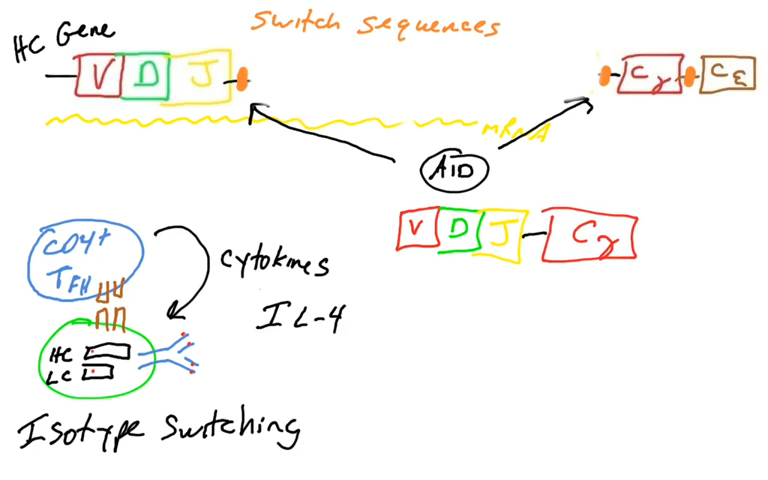 Switch Sequences
HC Gene
V D J
Cγ Cε
mRNA
AID
V D J Cγ
CD4+
TFH
cytokines
IL-4
HC
LC
Isotype Switching